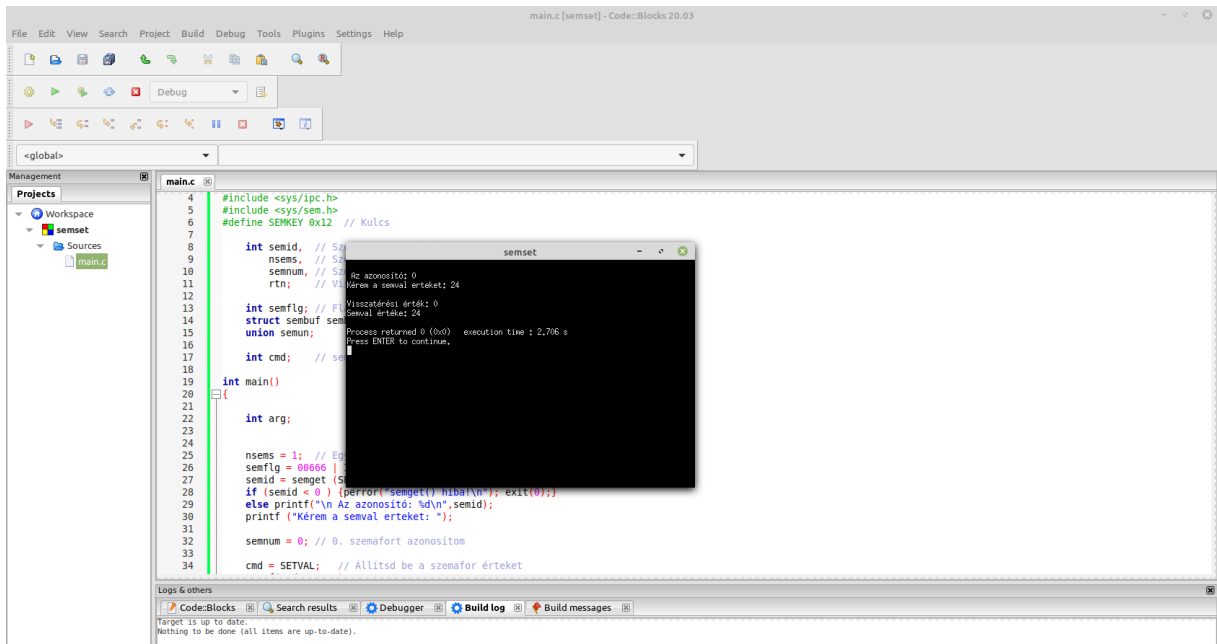 main.c [semset] - Code::Blocks 20.03
File Edit View Search Project Build Debug Tools Plugins Settings Help
Debug
<global>
Management
Projects
Workspace
semset
Sources
main.c
main.c
4 #include <sys/ipc.h>
5 #include <sys/sem.h>
6 #define SEMKEY 0x12 // Kulcs
7
8 int semid, // Sz
9 nsems, // Sz
10 semnum, // Sz
11 rtn; // Vi
12
13 int semflg; // Fl
14 struct sembuf sem
15 union semun;
16
17 int cmd; // se
18
19 int main()
20 {
21
22 int arg;
23
24
25 nsems = 1; // Eg
26 semflg = 00666 |
27 semid = semget (S
28 if (semid < 0 ) {perror("semget() hiba!\n"); exit(0);}
29 else printf("\n Az azonosító: %d\n",semid);
30 printf ("Kérem a semval erteket: ");
31
32 semnum = 0; // 0. szemafort azonosítom
33
34 cmd = SETVAL; // Állítsd be a szemafor érteket
semset
Az azonosító: 0
Kérem a semval erteket: 24
Visszatérési érték: 0
Semval értéke: 24
Process returned 0 (0x0) execution time : 2.706 s
Press ENTER to continue.
Logs & others
Code::Blocks Search results Debugger Build log Build messages
Target is up to date.
Nothing to be done (all items are up-to-date).